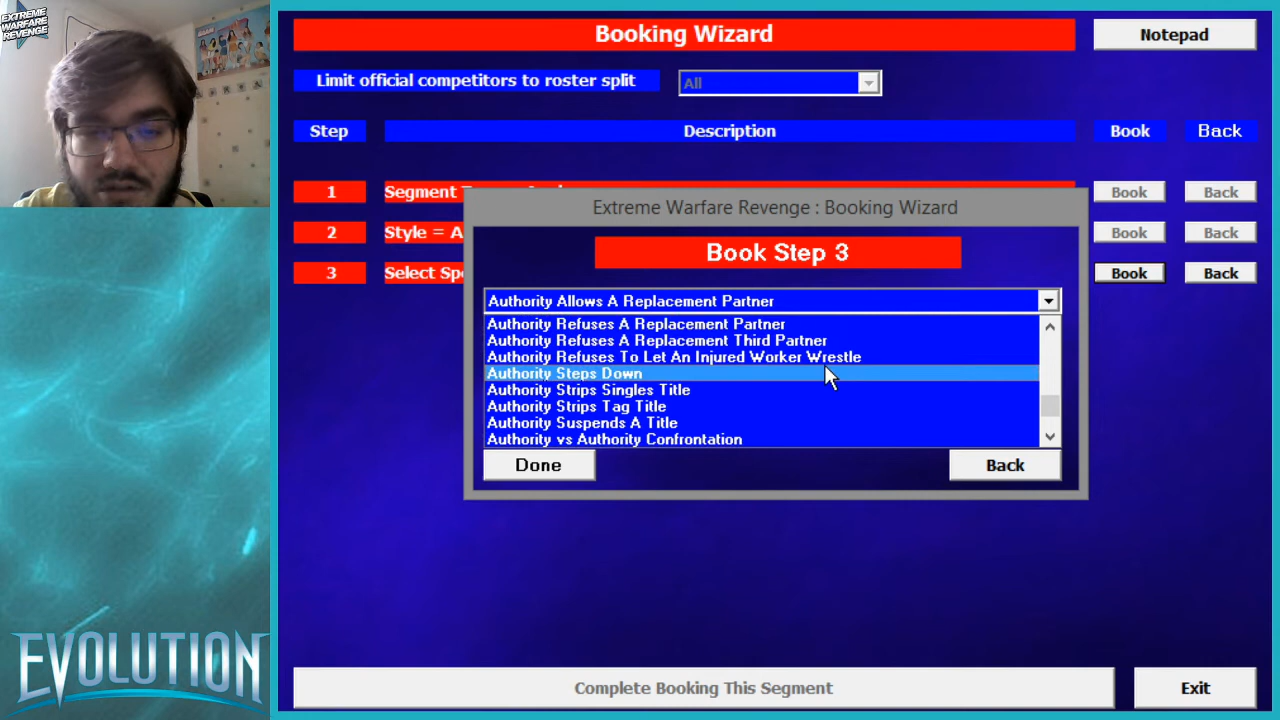 EXTREME
WARFARE
REVENGE
Booking Wizard
Notepad
Limit official competitors to roster split
All
Step
Description
Book
Back
1
Segment
Book
Back
2
Style = A
Book
Back
3
Select Spe
Book
Back
Extreme Warfare Revenge : Booking Wizard
Book Step 3
Authority Allows A Replacement Partner
Authority Refuses A Replacement Partner
Authority Refuses A Replacement Third Partner
Authority Refuses To Let An Injured Worker Wrestle
Authority Steps Down
Authority Strips Singles Title
Authority Strips Tag Title
Authority Suspends A Title
Authority vs Authority Confrontation
Done
Back
EVOLUTION
Complete Booking This Segment
Exit